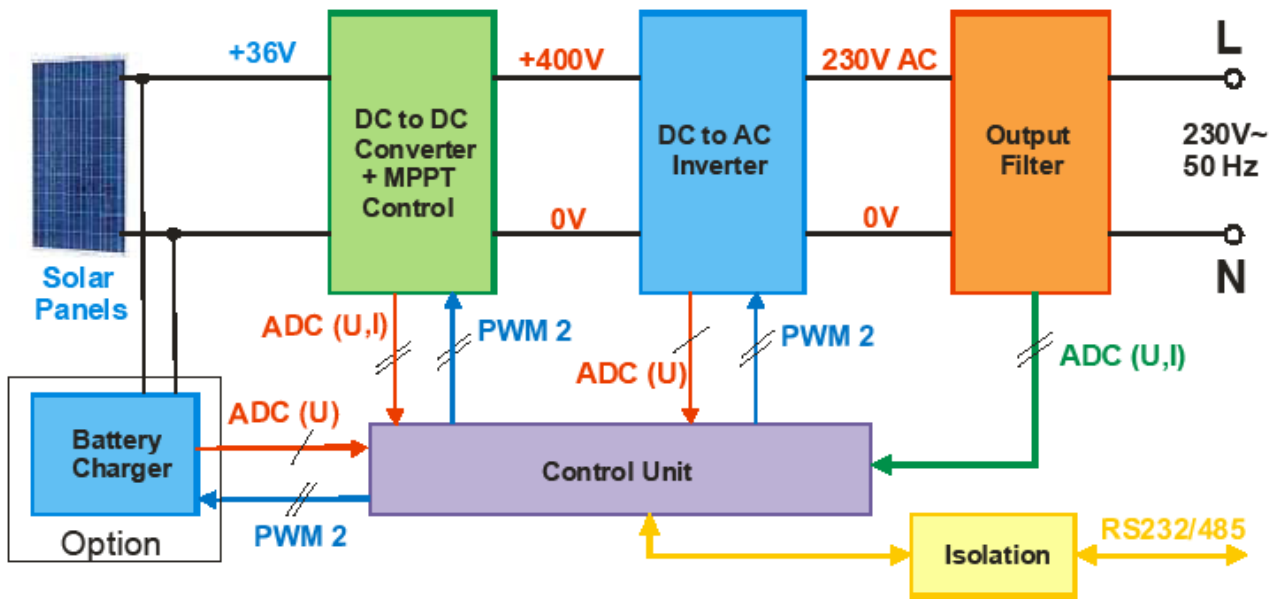 +36V
+400V
230V AC
L
DC to DC
Converter
+ MPPT
Control
DC to AC
Inverter
Output
Filter
230V~
50 Hz
0V
0V
N
Solar
Panels
ADC (U,I)
PWM 2
ADC (U)
PWM 2
ADC (U,I)
ADC (U)
Battery
Charger
Control Unit
PWM 2
Option
Isolation
RS232/485